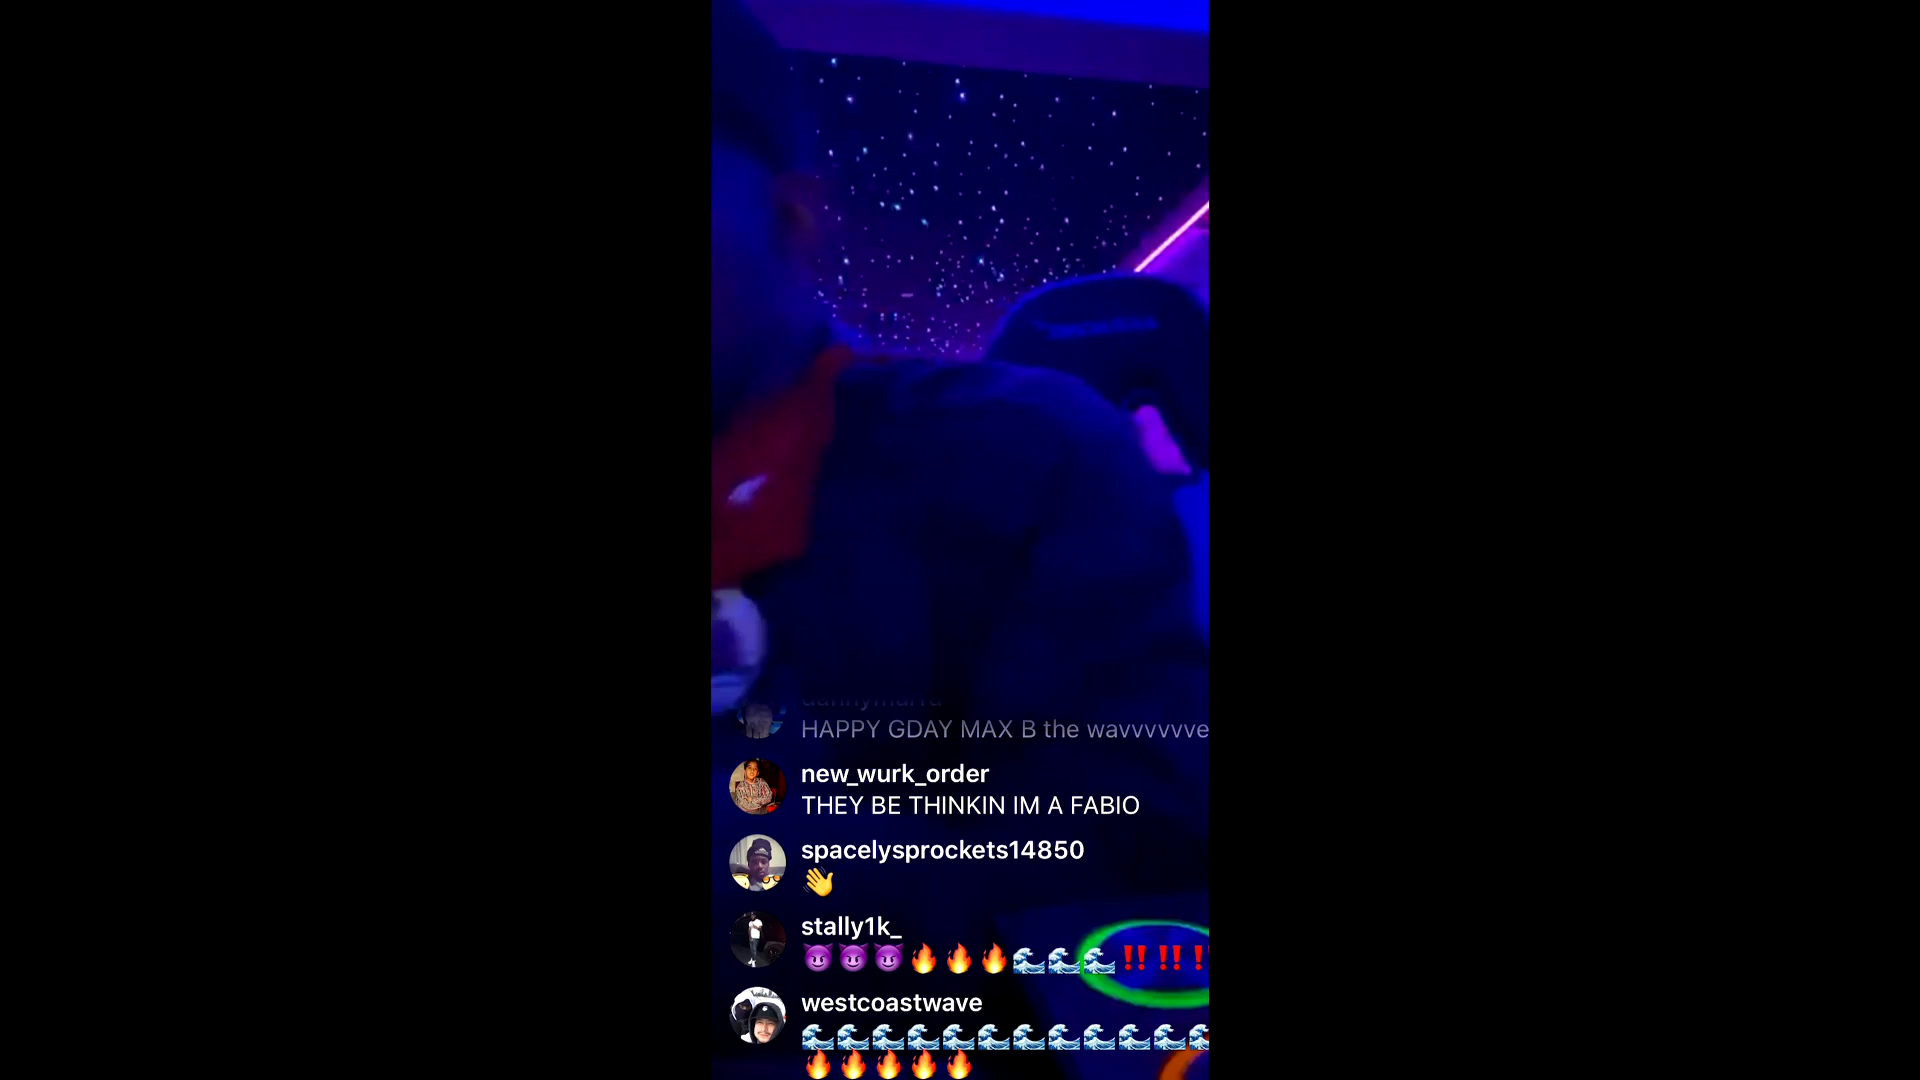 HAPPY GDAY MAX B the wavvvvvve
new_wurk_order
THEY BE THINKIN IM A FABIO
spacelysprockets14850
👋
stally1k_
😈😈😈🔥🔥🔥🌊🌊🌊‼️‼️‼️
westcoastwave
🌊🌊🌊🌊🌊🌊🌊🌊🌊🌊🌊🌊
🔥🔥🔥🔥🔥